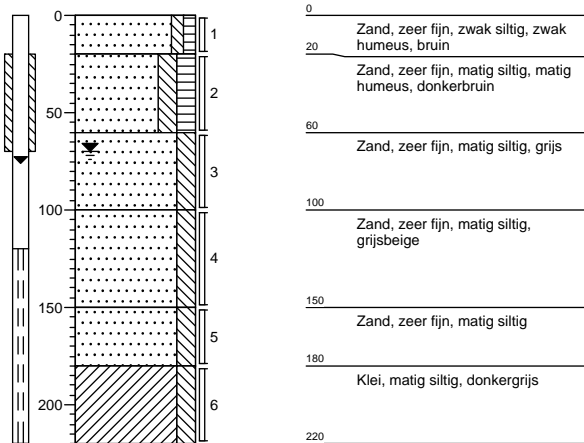 0
50
100
150
200
1
2
3
4
5
6
0
Zand, zeer fijn, zwak siltig, zwak
humeus, bruin
20
Zand, zeer fijn, matig siltig, matig
humeus, donkerbruin
60
Zand, zeer fijn, matig siltig, grijs
100
Zand, zeer fijn, matig siltig,
grijsbeige
150
Zand, zeer fijn, matig siltig
180
Klei, matig siltig, donkergrijs
220